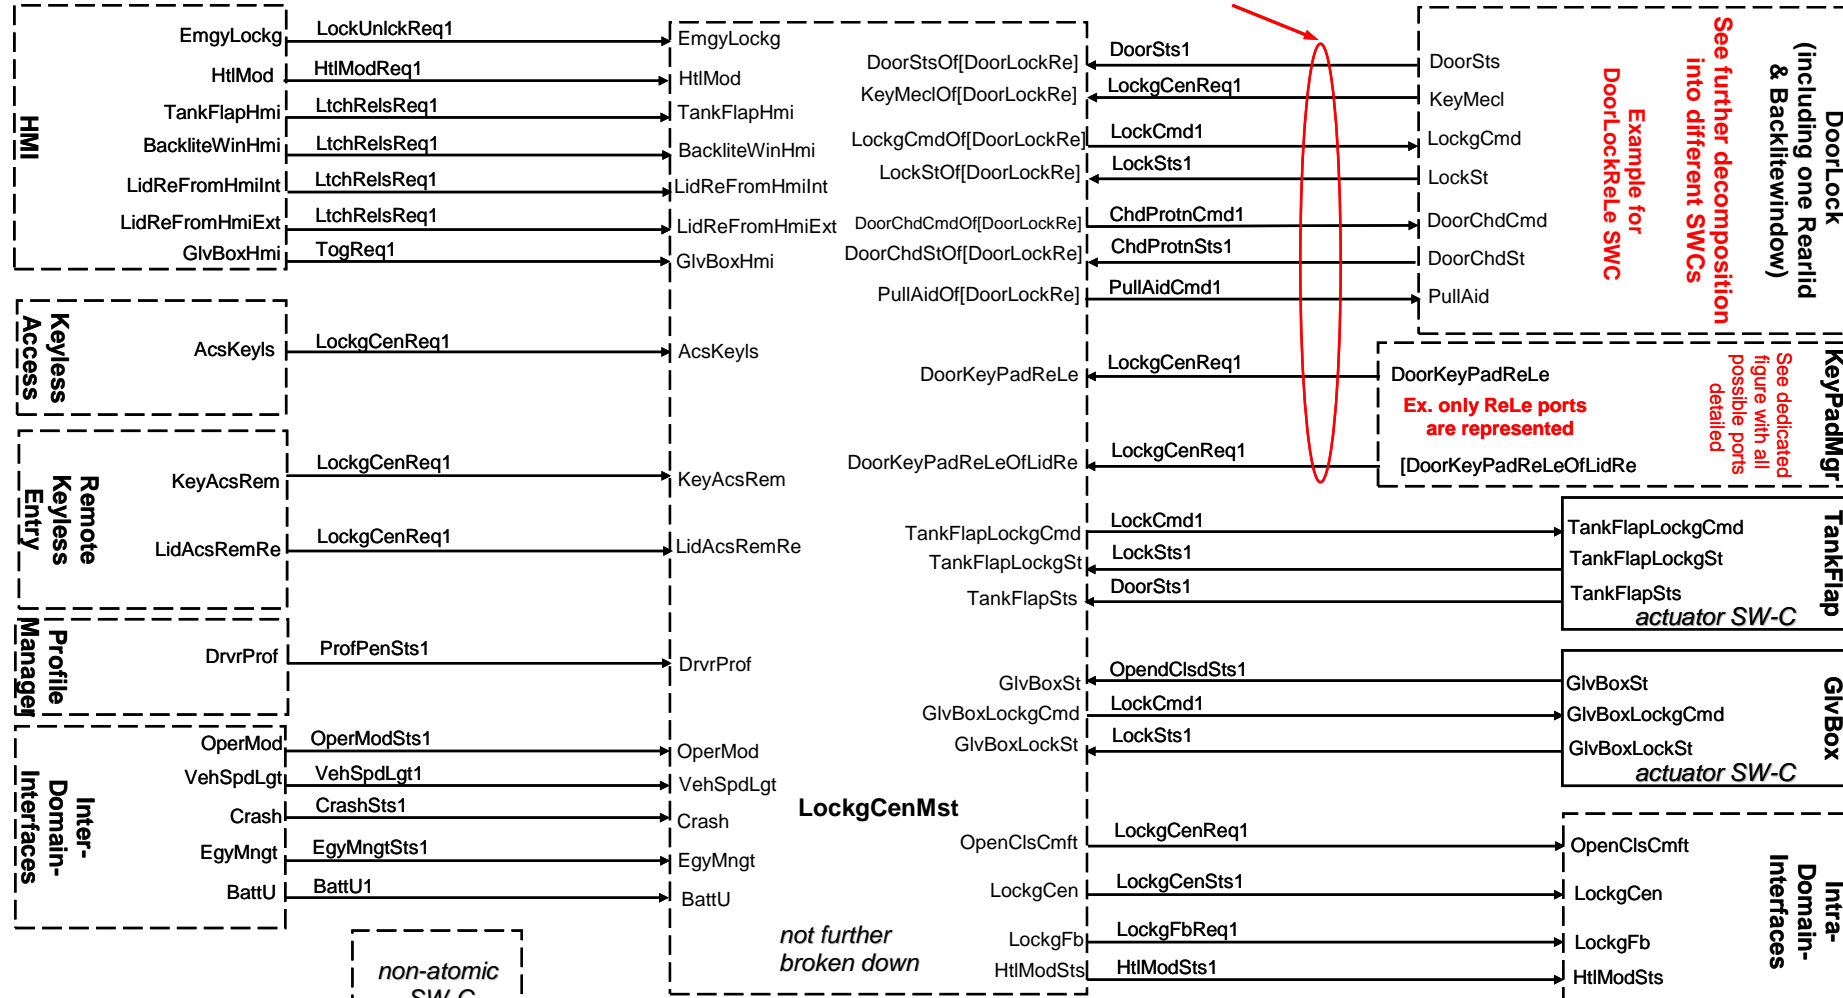 HMI
EmgyLockg
HtlMod
TankFlapHmi
BackliteWinHmi
LidReFromHmiInt
LidReFromHmiExt
GlvBoxHmi
LockUnlckReq1
HtlModReq1
LtchRelsReq1
LtchRelsReq1
LtchRelsReq1
LtchRelsReq1
TogReq1
Keyless
Access
AcsKeyls
LockgCenReq1
Remote
Keyless
Entry
KeyAcsRem
LidAcsRemRe
LockgCenReq1
LockgCenReq1
Profile
Manager
DrvrProf
ProfPenSts1
Inter-
Domain-
Interfaces
OperMod
VehSpdLgt
Crash
EgyMngt
BattU
OperModSts1
VehSpdLgt1
CrashSts1
EgyMngtSts1
BattU1
non-atomic
SW-C
EmgyLockg
HtlMod
TankFlapHmi
BackliteWinHmi
LidReFromHmiInt
LidReFromHmiExt
GlvBoxHmi
AcsKeyls
KeyAcsRem
LidAcsRemRe
DrvrProf
OperMod
VehSpdLgt
Crash
EgyMngt
BattU
LockgCenMst
not further
broken down
DoorStsOf[DoorLockRe]
KeyMeclOf[DoorLockRe]
LockgCmdOf[DoorLockRe]
LockStOf[DoorLockRe]
DoorChdCmdOf[DoorLockRe]
DoorChdStOf[DoorLockRe]
PullAidOf[DoorLockRe]
DoorKeyPadReLe
DoorKeyPadReLeOfLidRe
TankFlapLockgCmd
TankFlapLockgSt
TankFlapSts
GlvBoxSt
GlvBoxLockgCmd
GlvBoxLockSt
OpenClsCmft
LockgCen
LockgFb
HtlModSts
DoorSts1
LockgCenReq1
LockCmd1
LockSts1
ChdProtnCmd1
ChdProtnSts1
PullAidCmd1
LockgCenReq1
LockgCenReq1
LockCmd1
LockSts1
DoorSts1
OpendClsdSts1
LockCmd1
LockSts1
LockgCenReq1
LockgCenSts1
LockgFbReq1
HtlModSts1
DoorSts
KeyMecl
LockgCmd
LockSt
DoorChdCmd
DoorChdSt
PullAid
DoorLock
(including one Rearlid
& Backlitewindow)
See further decomposition
into different SWCs
Example for
DoorLockReLe SWC
KeyPadMgr
See dedicated
figure with all
possible ports
detailed
DoorKeyPadReLe
Ex. only ReLe ports
are represented
[DoorKeyPadReLeOfLidRe
TankFlap
TankFlapLockgCmd
TankFlapLockgSt
TankFlapSts
actuator SW-C
GlvBox
GlvBoxSt
GlvBoxLockgCmd
GlvBoxLockSt
actuator SW-C
Intra-
Domain-
Interfaces
OpenClsCmft
LockgCen
LockgFb
HtlModSts